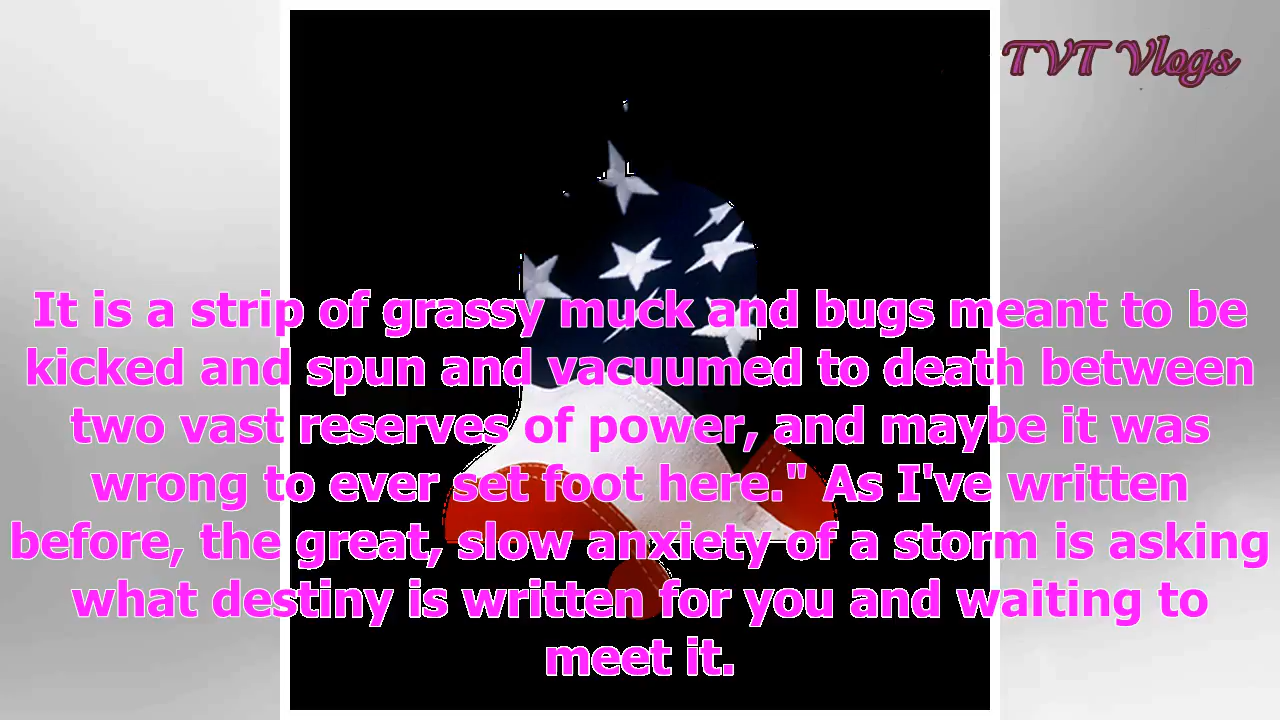 TVT Vlogs
It is a strip of grassy muck and bugs meant to be
kicked and spun and vacuumed to death between
two vast reserves of power, and maybe it was
wrong to ever set foot here." As I've written
before, the great, slow anxiety of a storm is asking
what destiny is written for you and waiting to
meet it.